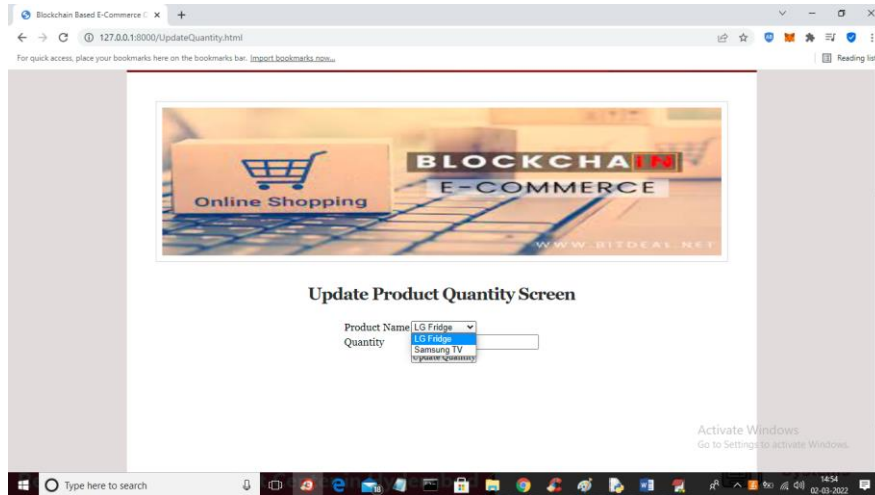 Blockchain Based E-Commerce
127.0.0.1:8000/UpdateQuantity.html
For quick access, place your bookmarks here on the bookmarks bar. Import bookmarks now...
Reading list
Online Shopping
BLOCKCHAIN
E-COMMERCE
WWW.BITDEAL.NET
Update Product Quantity Screen
Product Name LG Fridge
LG Fridge
Quantity
Samsung TV
Update Quantity
Activate Windows
Go to Settings to activate Windows.
Type here to search
14:54
02-03-2022